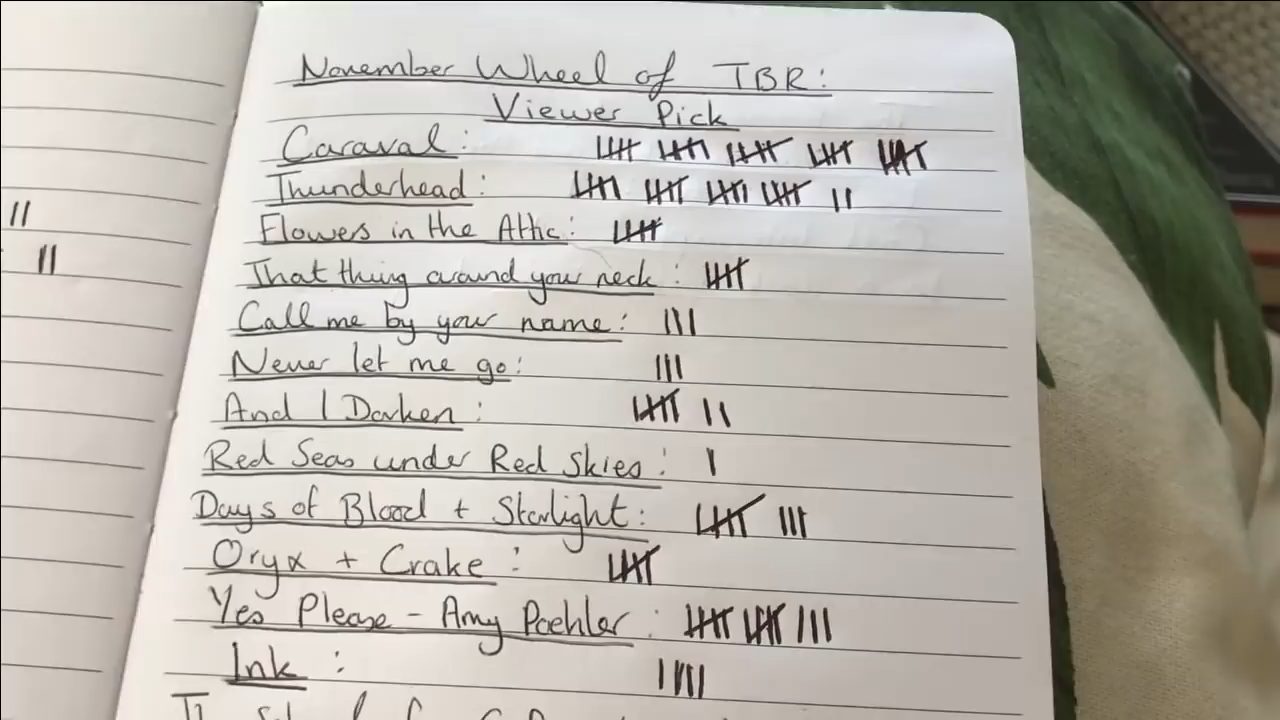 November Wheel of TBR:
Viewer Pick
Caraval:
Thunderhead:
Flowers in the Attic:
That thing around your neck:
Call me by your name:
Never let me go:
And I Darken:
Red Seas under Red Skies:
Days of Blood + Starlight:
Oryx + Crake:
Yes Please - Amy Poehler:
Ink: